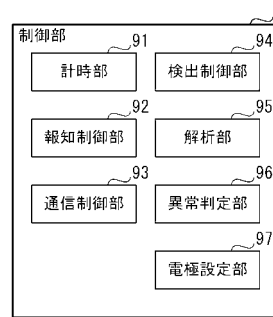 制御部
91
計時部
94
検出制御部
92
報知制御部
95
解析部
93
通信制御部
96
異常判定部
97
電極設定部